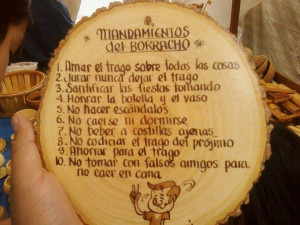 MANDAMIENTOS
del BORRACHO
1. Amar el trago sobre todas las cosas
2. Jurar nunca dejar el trago
3. Santificar las fiestas tomando
4. Honrar la botella y el vaso
5. No hacer escándalos
6. No caerse ni dormirse
7. No beber a costillas ajenas
8. No codiciar el trago del prójimo
9. Ahorrar para el trago
10. No tomar con falsos amigos para
no caer en cana